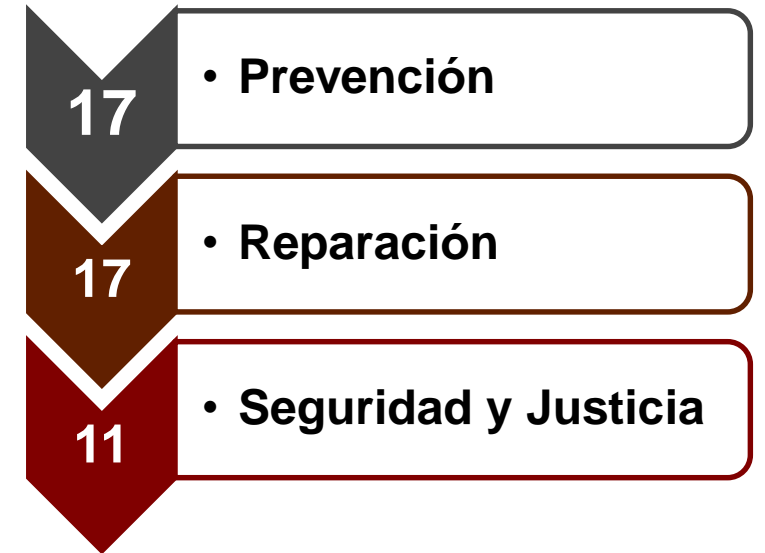 17
• Prevención
17
• Reparación
11
• Seguridad y Justicia